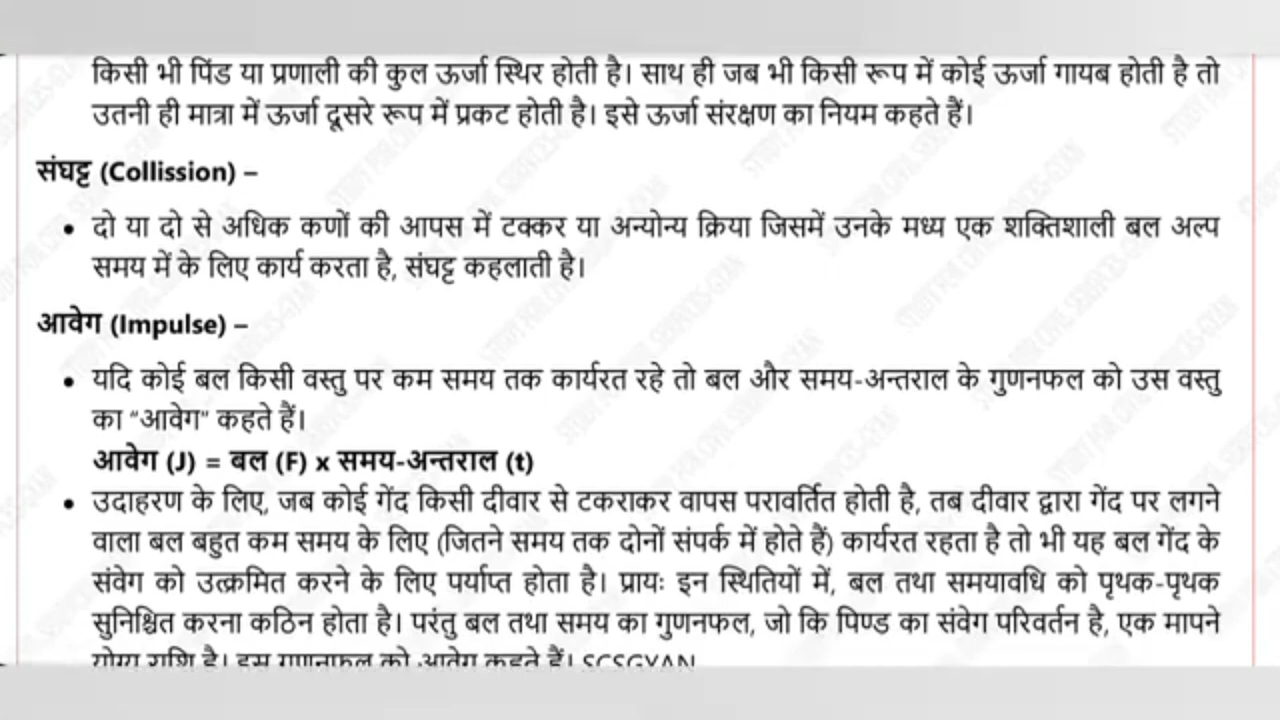 किसी भी पिंड या प्रणाली की कुल ऊर्जा स्थिर होती है। साथ ही जब भी किसी रूप में कोई ऊर्जा गायब होती है तो
उतनी ही मात्रा में ऊर्जा दूसरे रूप में प्रकट होती है। इसे ऊर्जा संरक्षण का नियम कहते हैं।
संघट्ट (Collission) –
• दो या दो से अधिक कणों की आपस में टक्कर या अन्योन्य क्रिया जिसमें उनके मध्य एक शक्तिशाली बल अल्प
समय में के लिए कार्य करता है, संघट्ट कहलाती है।
आवेग (Impulse) –
• यदि कोई बल किसी वस्तु पर कम समय तक कार्यरत रहे तो बल और समय-अन्तराल के गुणनफल को उस वस्तु
का “आवेग” कहते हैं।
आवेग (J) = बल (F) x समय-अन्तराल (t)
• उदाहरण के लिए, जब कोई गेंद किसी दीवार से टकराकर वापस परावर्तित होती है, तब दीवार द्वारा गेंद पर लगने
वाला बल बहुत कम समय के लिए (जितने समय तक दोनों संपर्क में होते हैं) कार्यरत रहता है तो भी यह बल गेंद के
संवेग को उत्क्रमित करने के लिए पर्याप्त होता है। प्रायः इन स्थितियों में, बल तथा समयावधि को पृथक-पृथक
सुनिश्चित करना कठिन होता है। परंतु बल तथा समय का गुणनफल, जो कि पिण्ड का संवेग परिवर्तन है, एक मापने
योग्य राशि है। इस गुणनफल को आवेग कहते हैं। SCSGYAN